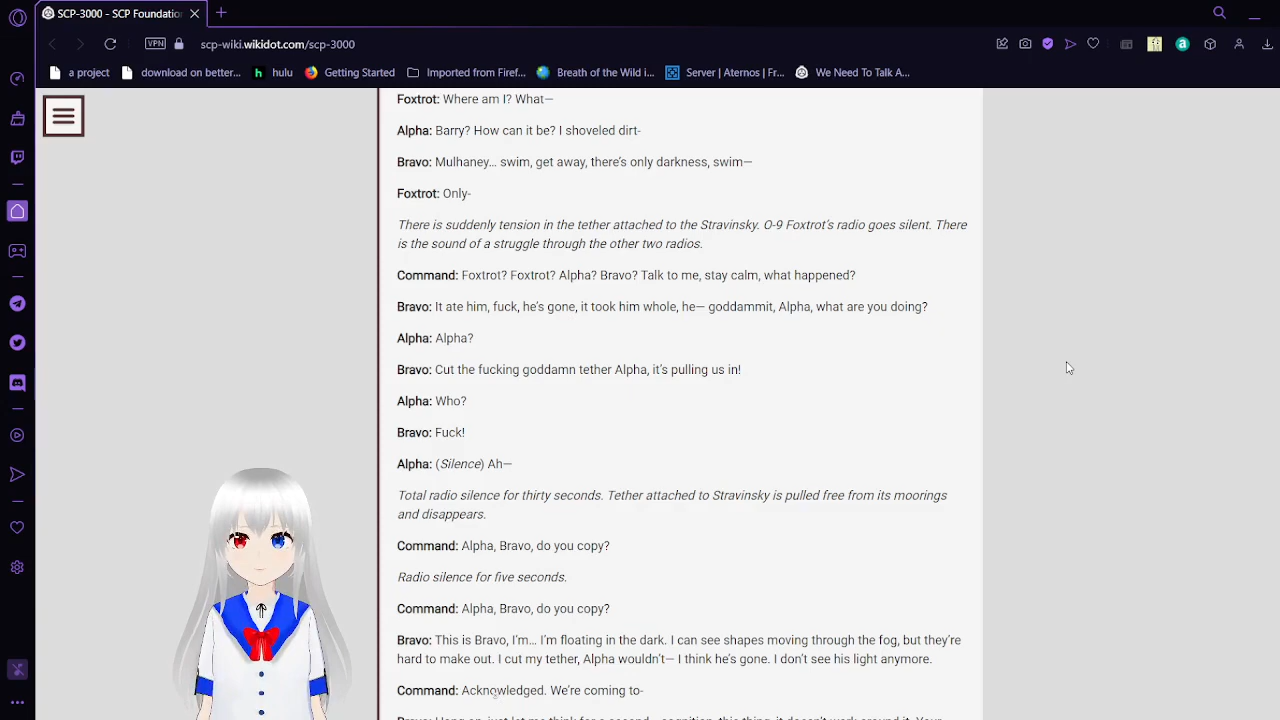 SCP-3000 - SCP Foundation
VPN
scp-wiki.wikidot.com/scp-3000
a project
download on better...
hulu
Getting Started
Imported from Firef...
Breath of the Wild i...
Server | Aternos | Fr...
We Need To Talk A...
Foxtrot: Where am I? What—
Alpha: Barry? How can it be? I shoveled dirt-
Bravo: Mulhaney… swim, get away, there's only darkness, swim—
Foxtrot: Only-
There is suddenly tension in the tether attached to the Stravinsky. O-9 Foxtrot's radio goes silent. There
is the sound of a struggle through the other two radios.
Command: Foxtrot? Foxtrot? Alpha? Bravo? Talk to me, stay calm, what happened?
Bravo: It ate him, fuck, he's gone, it took him whole, he— goddammit, Alpha, what are you doing?
Alpha: Alpha?
Bravo: Cut the fucking goddamn tether Alpha, it's pulling us in!
Alpha: Who?
Bravo: Fuck!
Alpha: (Silence) Ah—
Total radio silence for thirty seconds. Tether attached to Stravinsky is pulled free from its moorings
and disappears.
Command: Alpha, Bravo, do you copy?
Radio silence for five seconds.
Command: Alpha, Bravo, do you copy?
Bravo: This is Bravo, I'm… I'm floating in the dark. I can see shapes moving through the fog, but they're
hard to make out. I cut my tether, Alpha wouldn't— I think he's gone. I don't see his light anymore.
Command: Acknowledged. We're coming to-